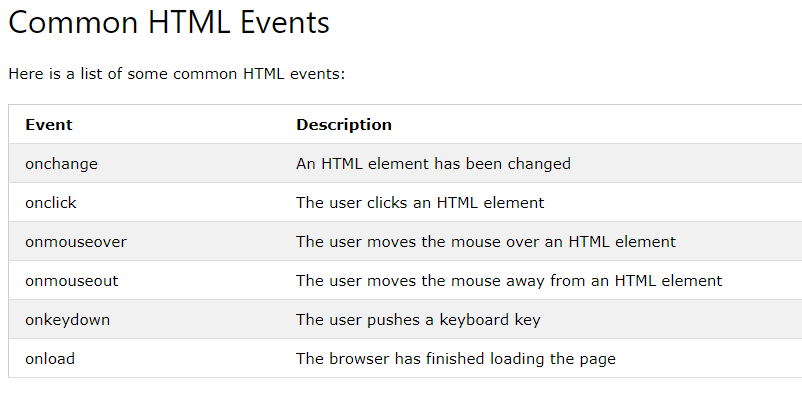 Common HTML Events
Here is a list of some common HTML events:
Event Description
onchange An HTML element has been changed
onclick The user clicks an HTML element
onmouseover The user moves the mouse over an HTML element
onmouseout The user moves the mouse away from an HTML element
onkeydown The user pushes a keyboard key
onload The browser has finished loading the page